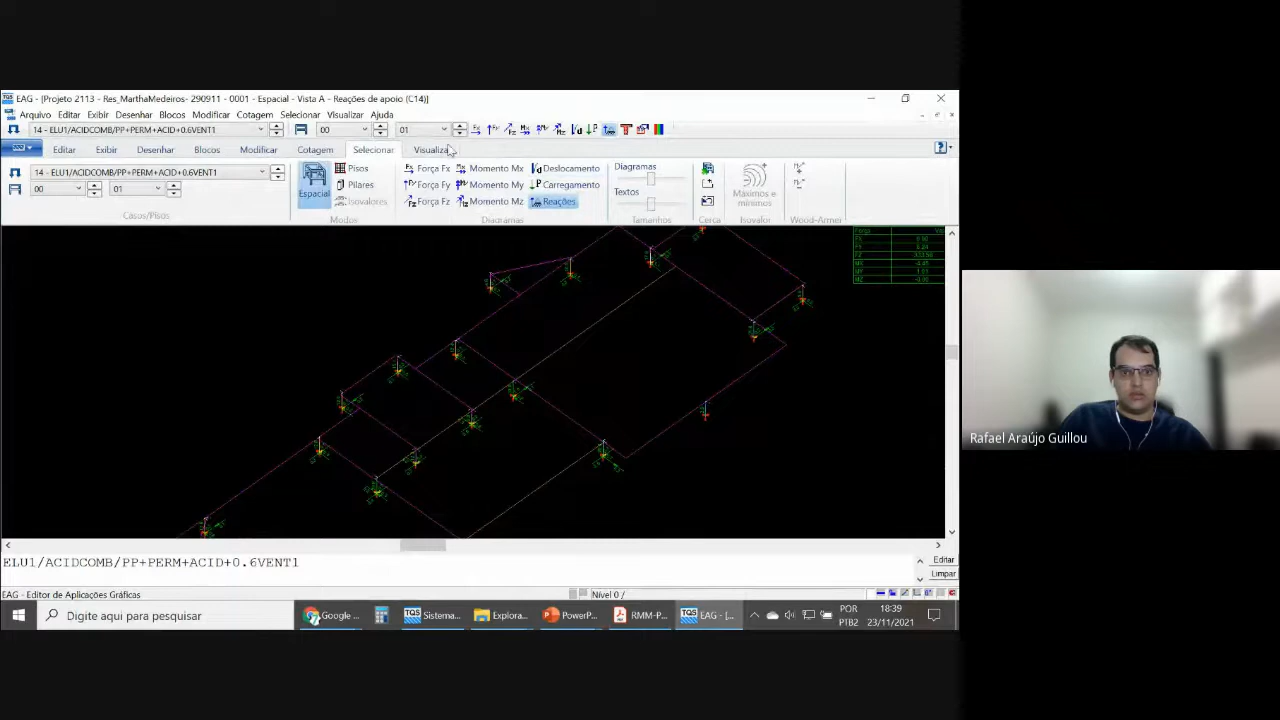 EAG - [Projeto 2113 - Res_MarthaMedeiros- 290911 - 0001 - Espacial - Vista A - Reações de apoio (C14)]
Arquivo Editar Exibir Desenhar Blocos Modificar Cotagem Selecionar Visualizar Ajuda
14 - ELU1/ACIDCOMB/PP+PERM+ACID+0.6VENT1 00 01
Editar Exibir Desenhar Blocos Modificar Cotagem Selecionar Visualiza
14 - ELU1/ACIDCOMB/PP+PERM+ACID+0.6VENT1
00 01
Casos/Pisos
Espacial
Pisos
Pilares
Isovalores
Modos
Força Fx Momento Mx Deslocamento
Força Fy Momento My Carregamento
Força Fz Momento Mz Reações
Diagramas
Diagramas
Textos
Tamanhos
Cerca
Máximos e mínimos
Isovalor
Wood-Armer
Rafael Araújo Guillou
ELU1/ACIDCOMB/PP+PERM+ACID+0.6VENT1
Editar
Limpar
EAG - Editor de Aplicações Gráficas
Nível 0 /
Digite aqui para pesquisar
Google ...
Sistema...
Explora...
PowerP...
RMM-P...
EAG - [...
POR
PTB2
18:39
23/11/2021